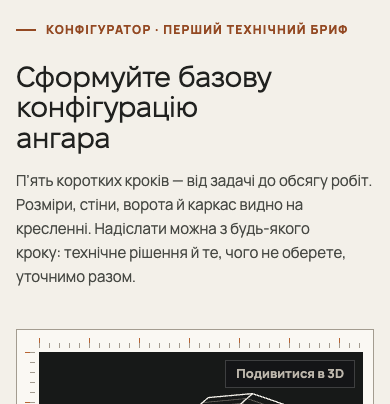 КОНФІГУРАТОР · ПЕРШИЙ ТЕХНІЧНИЙ БРИФ
Сформуйте базову
конфігурацію
ангара
Пʼять коротких кроків — від задачі до обсягу робіт.
Розміри, стіни, ворота й каркас видно на
кресленні. Надіслати можна з будь-якого
кроку: технічне рішення й те, чого не оберете,
уточнимо разом.
Подивитися в 3D